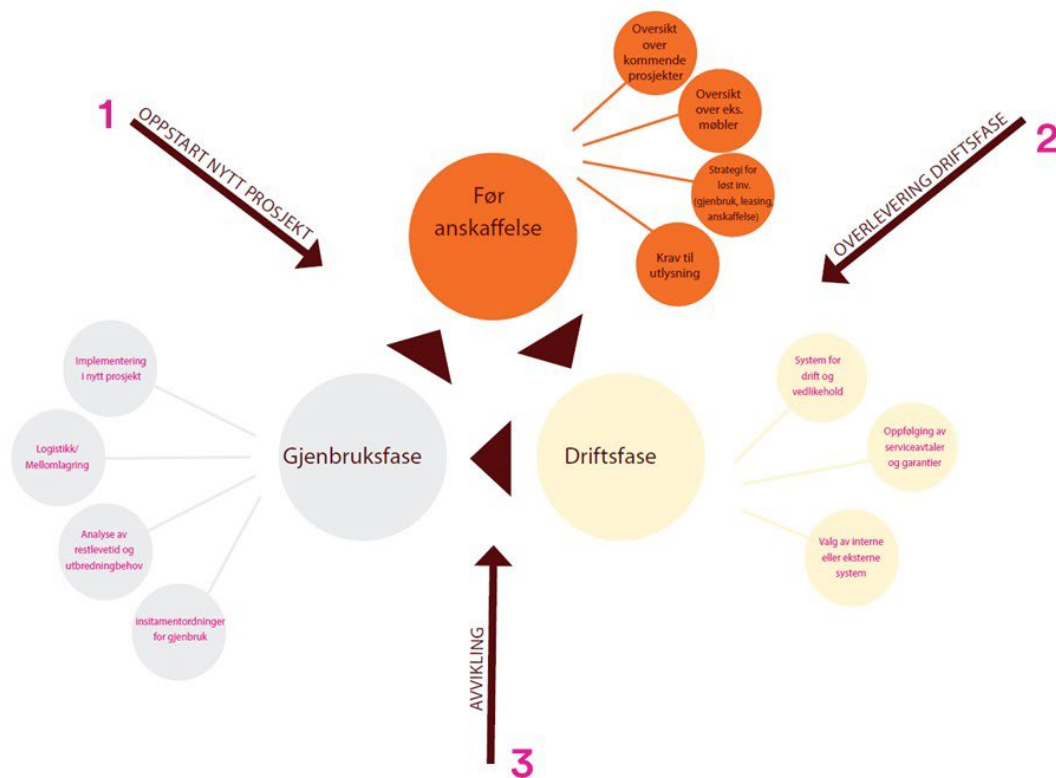 1
OPPSTART NYTT PROSJEKT
Før
anskaffelse
Oversikt
over
kommende
prosjekter
Oversikt
over eks.
møbler
Strategi for
løst inv.
(gjenbruk, leasing,
anskaffelse)
Krav til
utlysning
2
OVERLEVERING DRIFTSFASE
Driftsfase
System for
drift og
vedlikehold
Oppfølging av
serviceavtaler
og garantier
Valg av interne
eller eksterne
system
3
AVVIKLING
Gjenbruksfase
Implementering
i nytt prosjekt
Logistikk/
Mellomlagring
Analyse av
restlevetid og
utbredningbehov
insitamentordninger
for gjenbruk